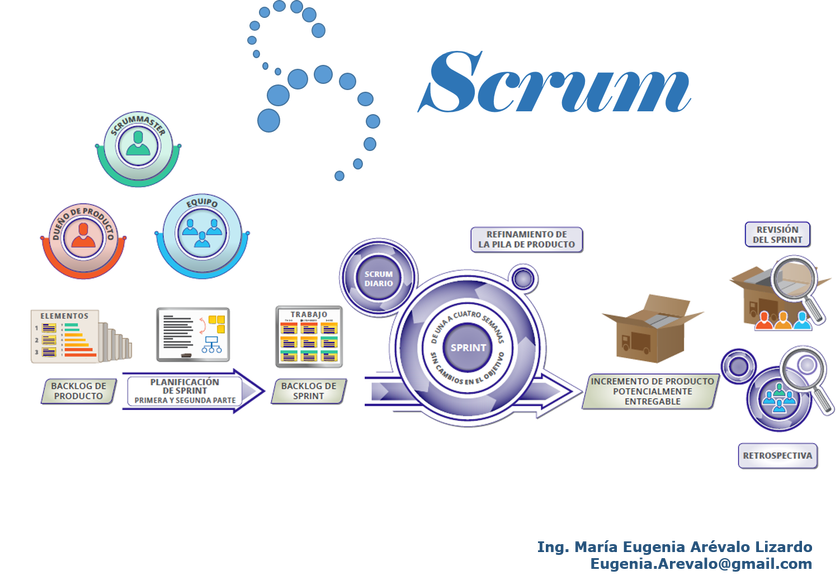 Scrum
SCRUMMASTER
DUEÑO DE PRODUCTO
EQUIPO
ELEMENTOS
1
2
3
BACKLOG DE
PRODUCTO
PLANIFICACIÓN
DE SPRINT
PRIMERA Y SEGUNDA PARTE
TRABAJO
BACKLOG DE
SPRINT
SCRUM
DIARIO
DE UNA A CUATRO SEMANAS
SPRINT
SIN CAMBIOS EN EL OBJETIVO
REFINAMIENTO DE
LA PILA DE PRODUCTO
INCREMENTO DE PRODUCTO
POTENCIALMENTE
ENTREGABLE
REVISIÓN
DEL SPRINT
RETROSPECTIVA
Ing. María Eugenia Arévalo Lizardo
Eugenia.Arevalo@gmail.com